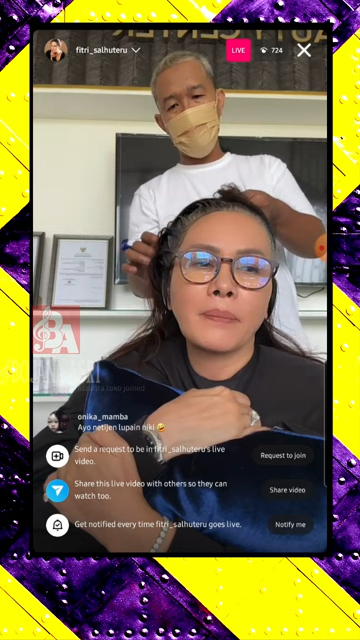 fitri_salhuteru
LIVE
724
onika_mamba
Ayo netijen lupain niki 🤣
Send a request to be in fitri_salhuteru's live
video.
Request to join
Share this live video with others so they can
watch too.
Share video
Get notified every time fitri_salhuteru goes live.
Notify me